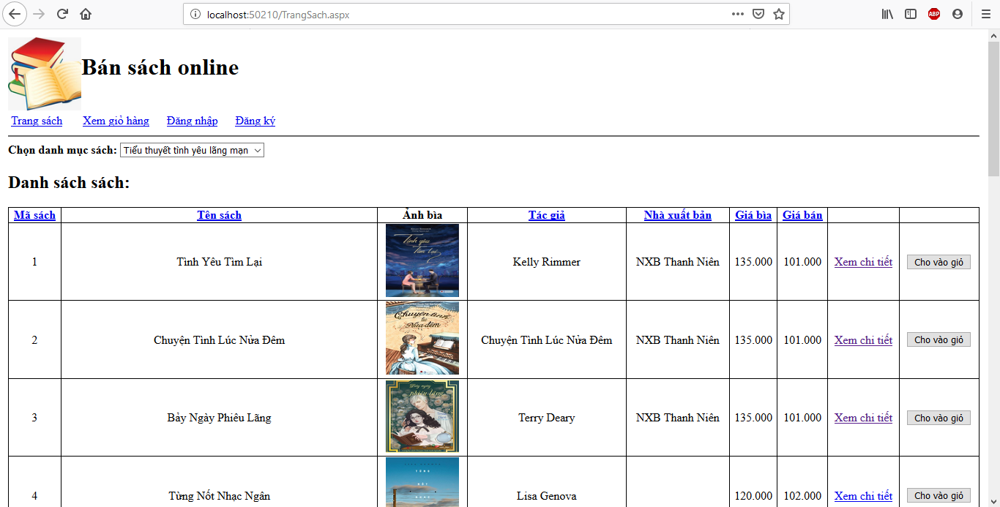 localhost:50210/TrangSach.aspx
ABP
Bán sách online
Trang sách Xem giỏ hàng Đăng nhập Đăng ký
Chọn danh mục sách: Tiểu thuyết tình yêu lãng mạn
Danh sách sách:
Mã sách Tên sách Ảnh bìa Tác giả Nhà xuất bản Giá bìa Giá bán
1 Tình Yêu Tìm Lại Tình yêu Tìm lại Kelly Rimmer NXB Thanh Niên 135.000 101.000 Xem chi tiết Cho vào giỏ
2 Chuyện Tình Lúc Nửa Đêm Chuyện tình lúc Nửa đêm Chuyện Tình Lúc Nửa Đêm NXB Thanh Niên 135.000 101.000 Xem chi tiết Cho vào giỏ
3 Bảy Ngày Phiêu Lãng Bảy ngày phiêu lãng Terry Deary NXB Thanh Niên 135.000 101.000 Xem chi tiết Cho vào giỏ
4 Từng Nốt Nhạc Ngân TỪNG NỐT NHẠC Lisa Genova 120.000 102.000 Xem chi tiết Cho vào giỏ